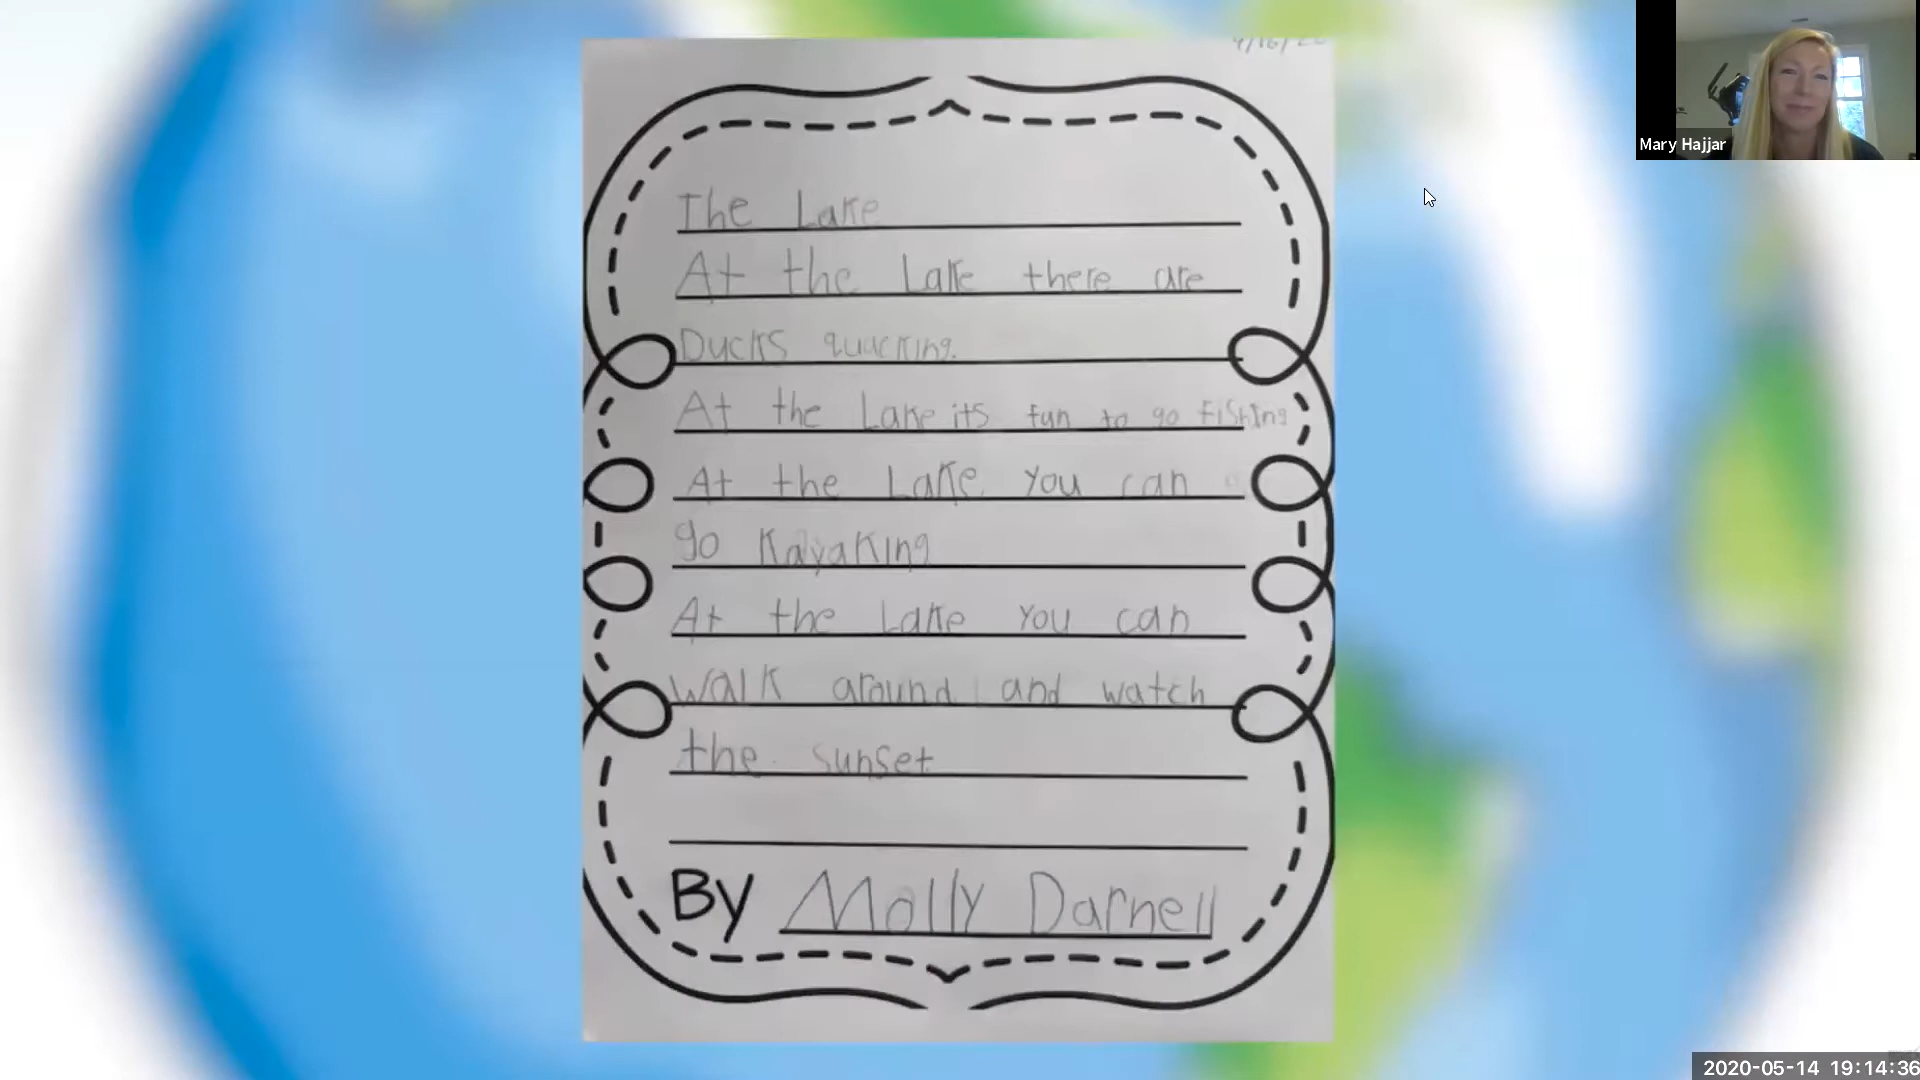 Mary Hajjar
The Lake
At the Lake there are
Ducks quacking.
At the Lake its fun to go Fishing
At the Lake You can
go Kayaking
At the Lake You can
Walk around and watch
the sunset
By Molly Darnell
2020-05-14 19:14:36